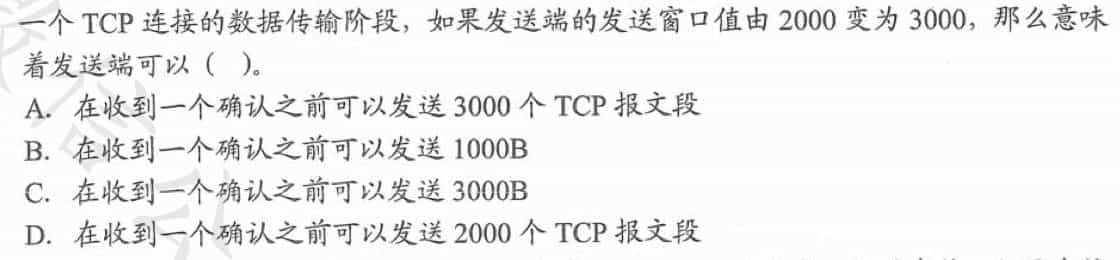 一个 TCP 连接的数据传输阶段，如果发送端的发送窗口值由 2000 变为 3000，那么意味
着发送端可以（　）。
A. 在收到一个确认之前可以发送 3000 个 TCP 报文段
B. 在收到一个确认之前可以发送 1000B
C. 在收到一个确认之前可以发送 3000B
D. 在收到一个确认之前可以发送 2000 个 TCP 报文段